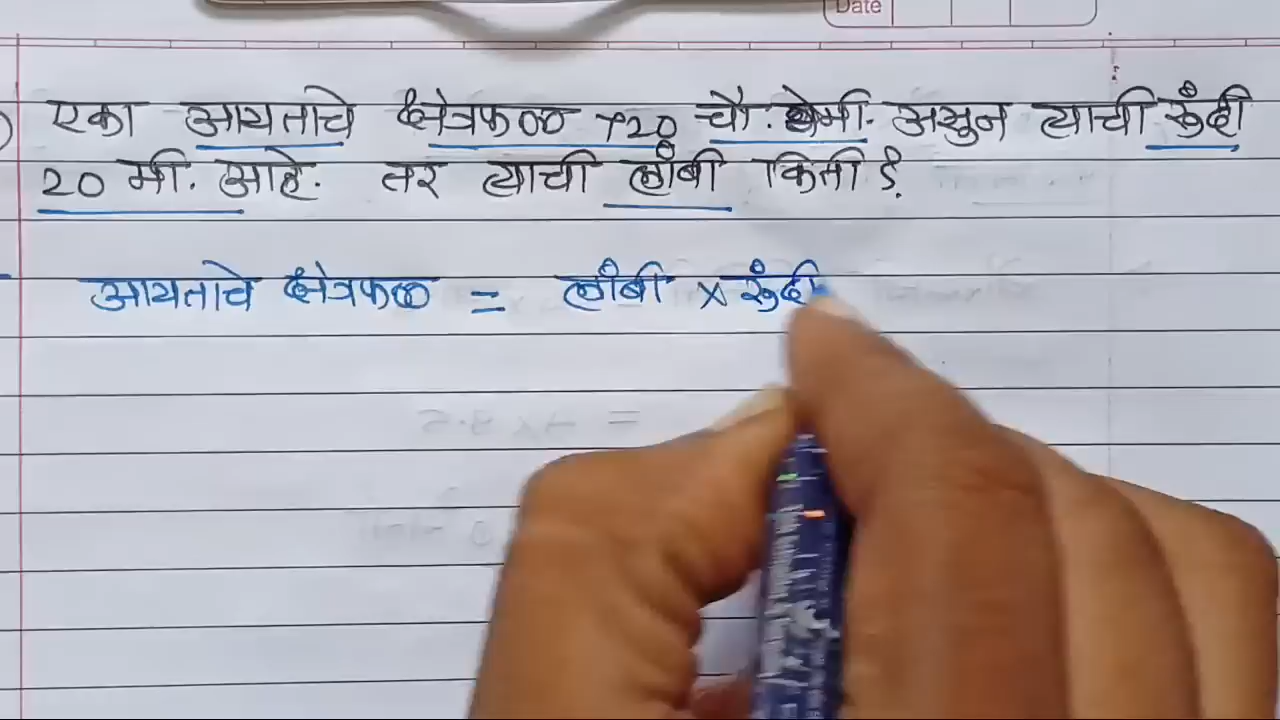 Date
एका आयताचे क्षेत्रफळ 720 चौ. मी. असुन त्याची रुंदी
20 मी. आहे. तर त्याची लांबी किती ?
आयताचे क्षेत्रफळ = लांबी × रुंदी